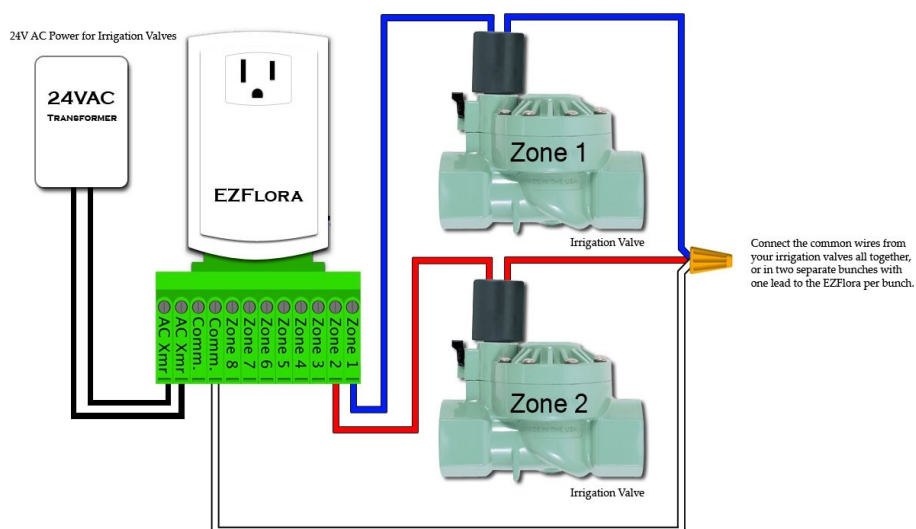 24V AC Power for Irrigation Valves
24VAC
TRANSFORMER
EZFLORA
AC Xmr
AC Xmr
Comm.
Comm.
Zone 8
Zone 7
Zone 6
Zone 5
Zone 4
Zone 3
Zone 2
Zone 1
Zone 1
Irrigation Valve
Connect the common wires from
your irrigation valves all together,
or in two separate bunches with
one lead to the EZFlora per bunch.
Zone 2
Irrigation Valve